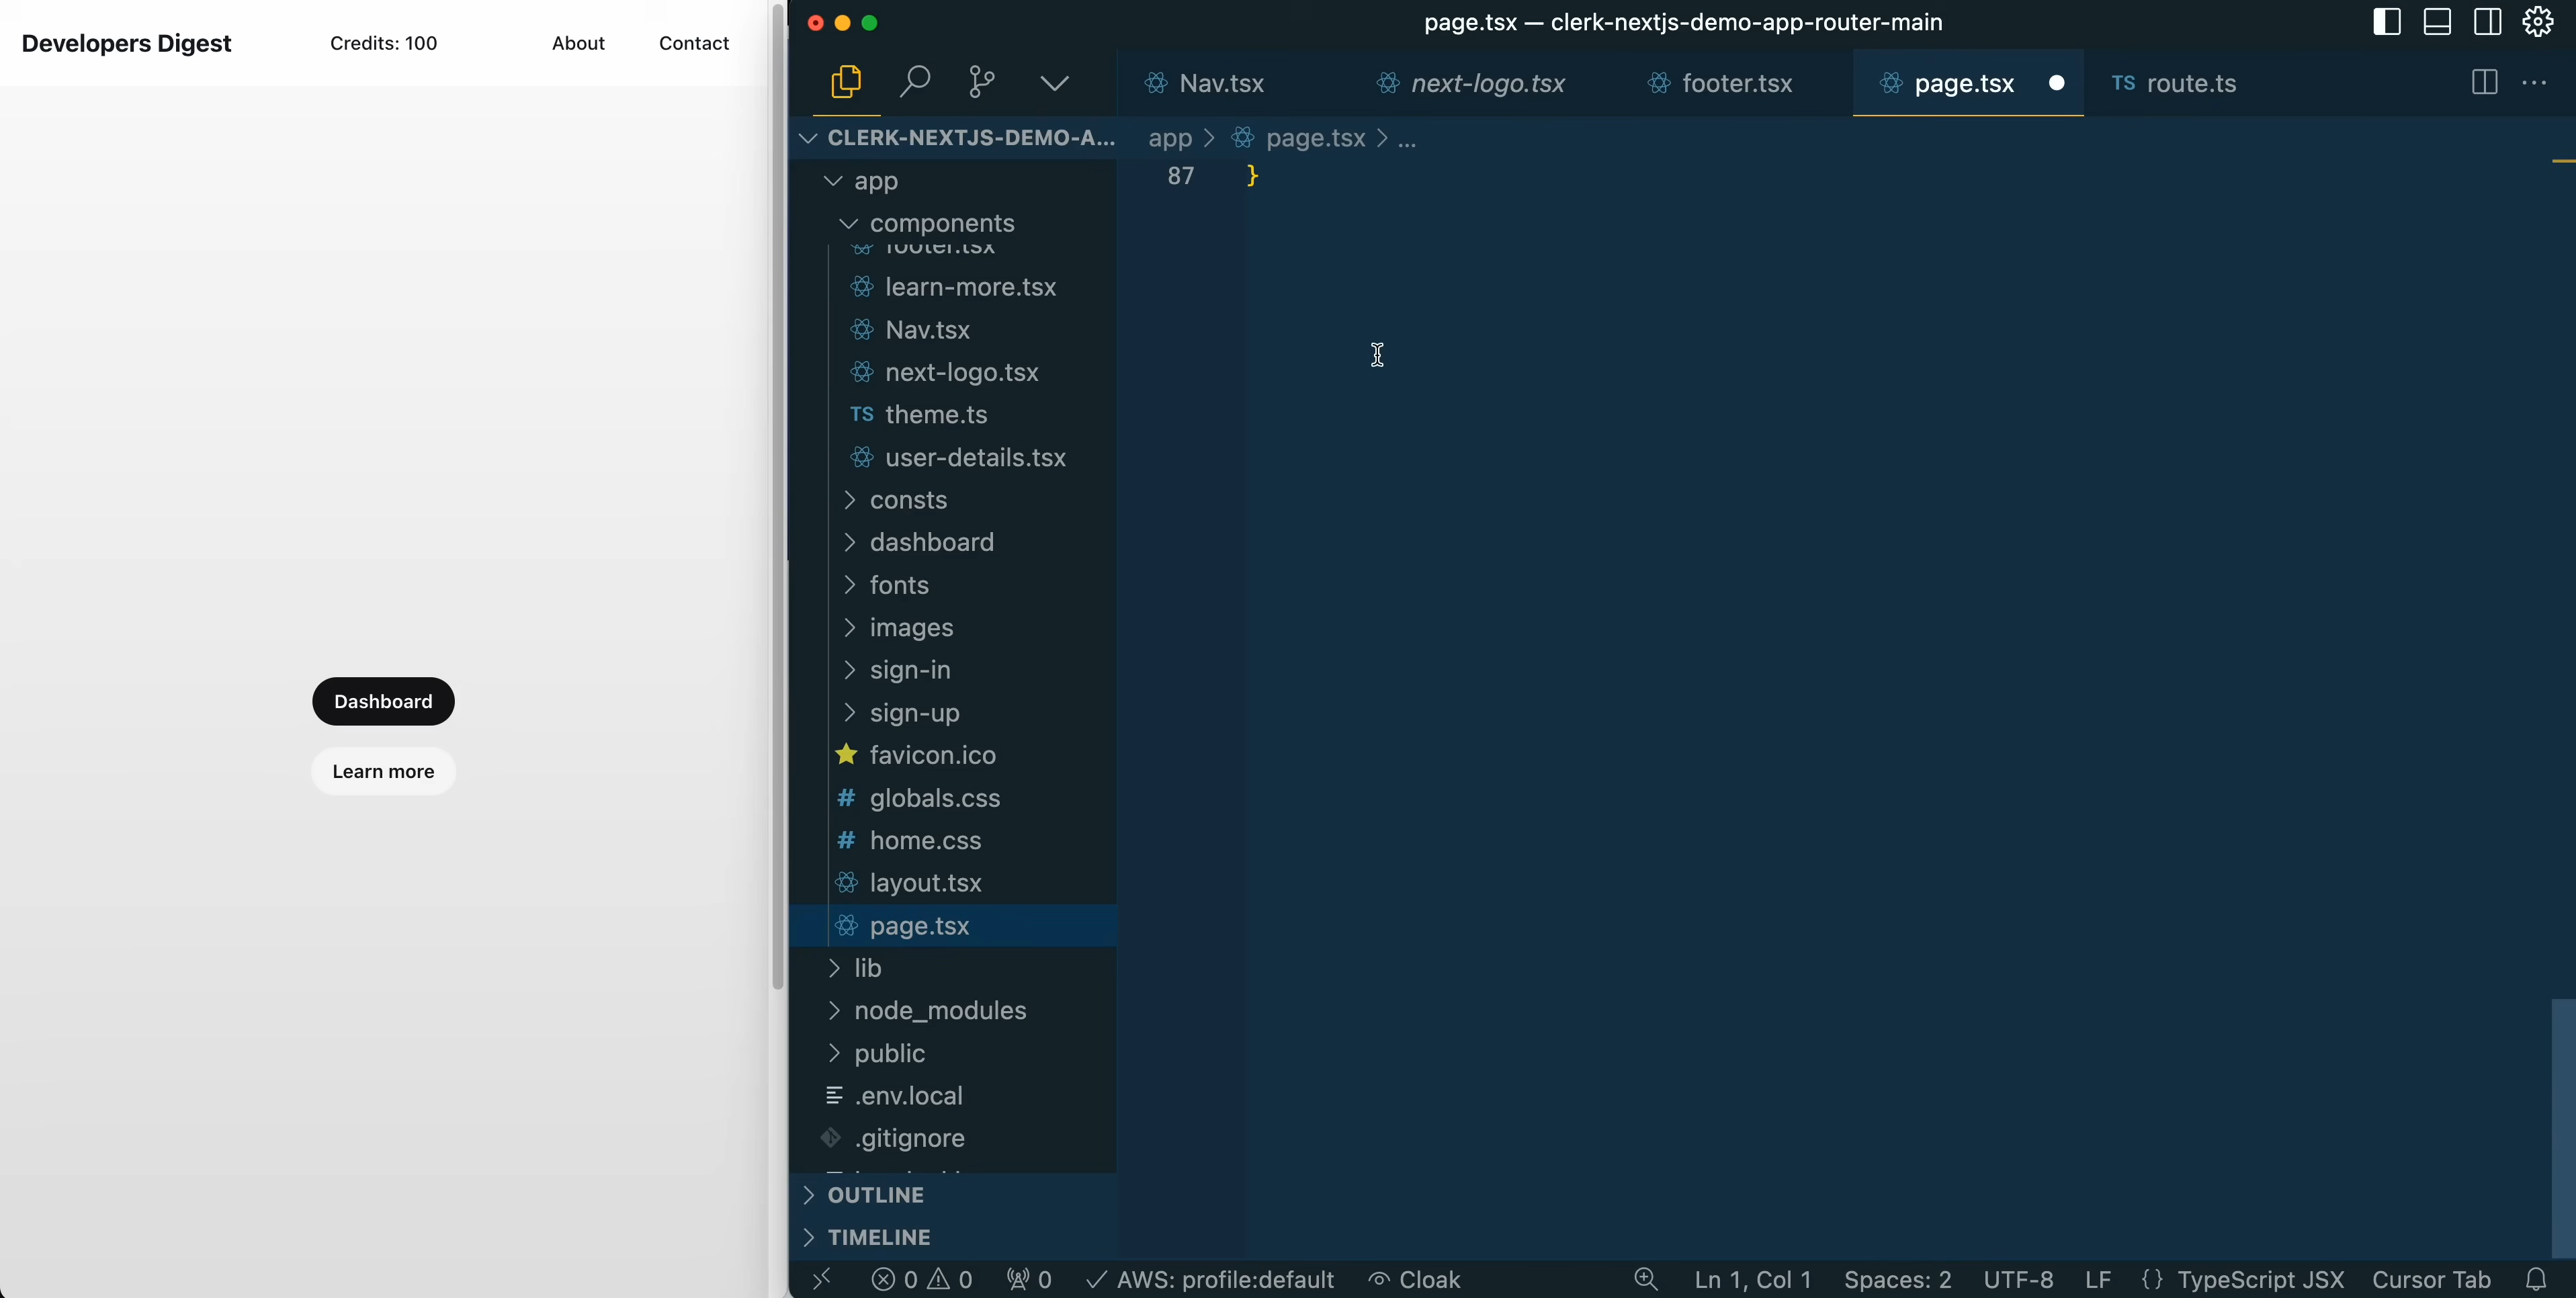 Developers Digest
Credits: 100
About
Contact
Dashboard
Learn more
page.tsx — clerk-nextjs-demo-app-router-main
Nav.tsx
next-logo.tsx
footer.tsx
page.tsx
TS route.ts
CLERK-NEXTJS-DEMO-A...
app > page.tsx > ...
87 }
app
components
footer.tsx
learn-more.tsx
Nav.tsx
next-logo.tsx
TS theme.ts
user-details.tsx
consts
dashboard
fonts
images
sign-in
sign-up
favicon.ico
# globals.css
# home.css
layout.tsx
page.tsx
lib
node_modules
public
.env.local
.gitignore
OUTLINE
TIMELINE
0 0 0 AWS: profile:default Cloak Ln 1, Col 1 Spaces: 2 UTF-8 LF {} TypeScript JSX Cursor Tab